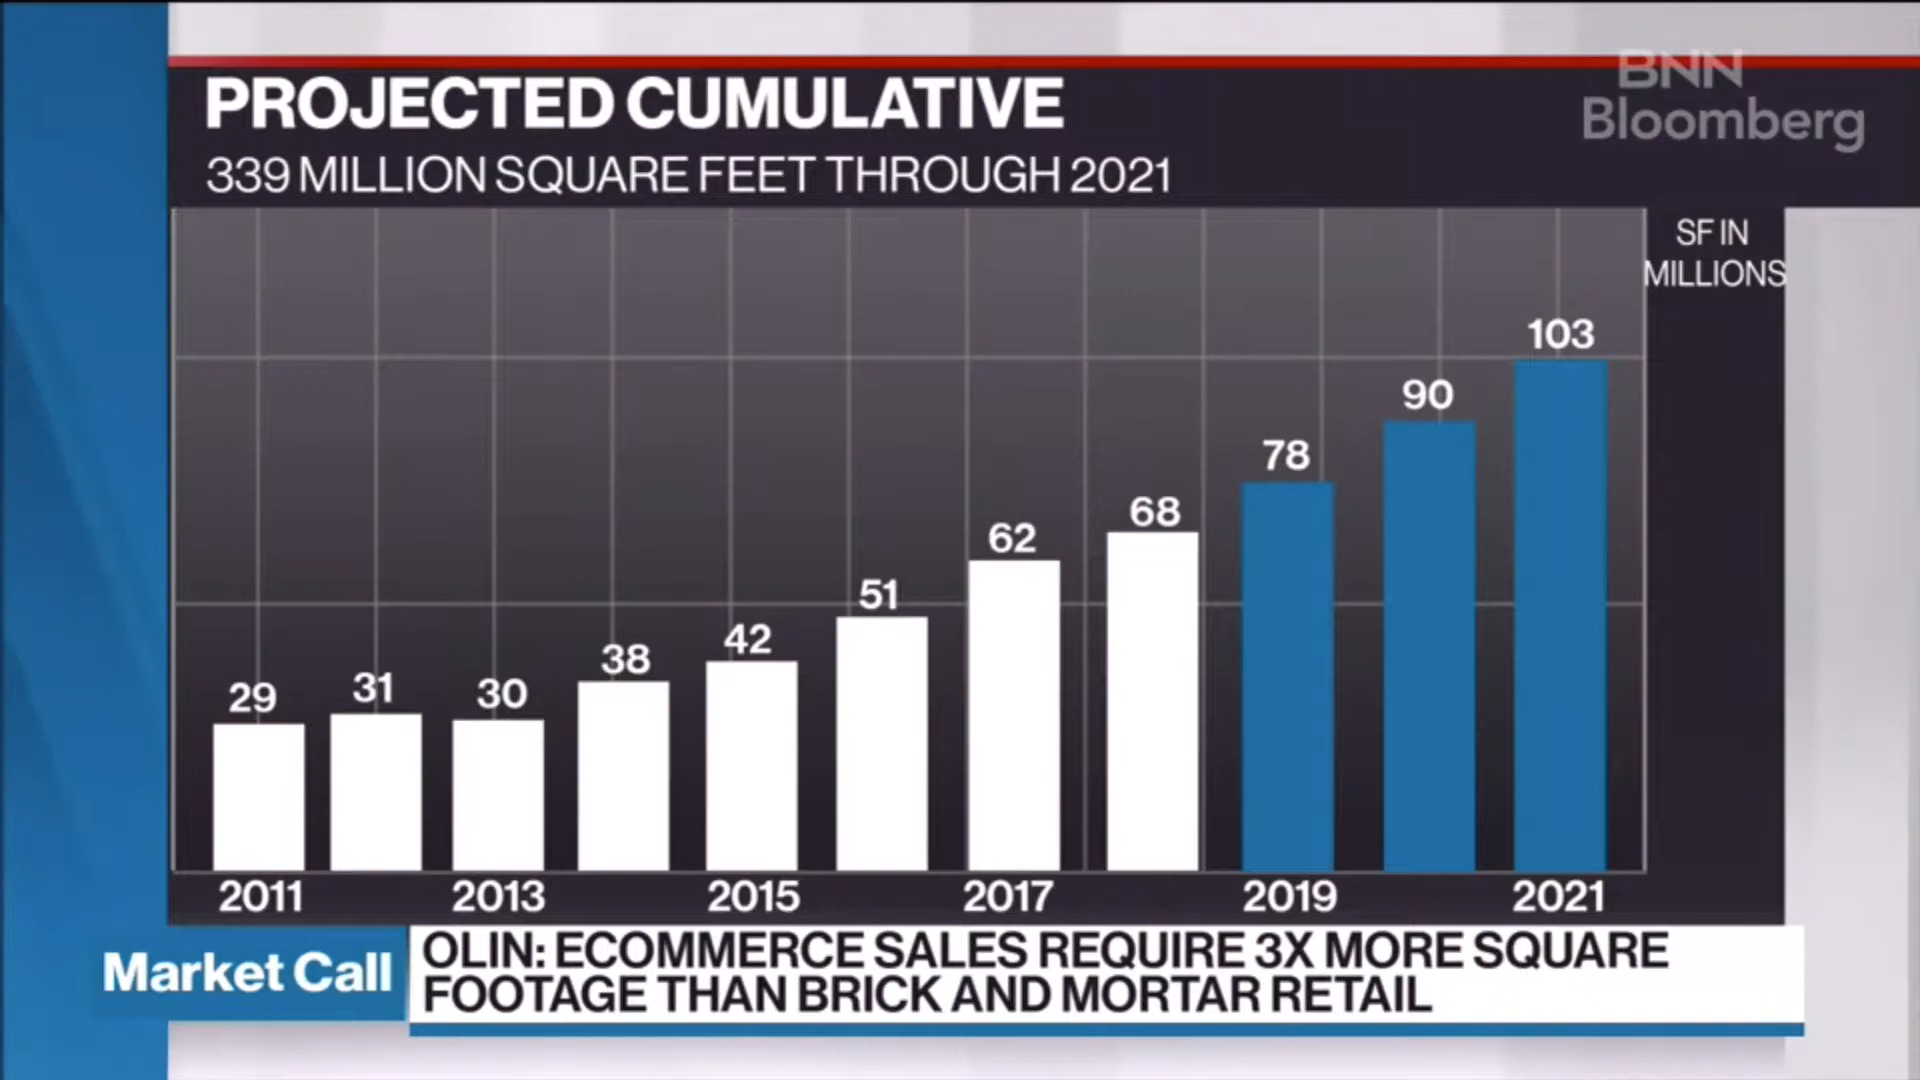 BNN
Bloomberg
PROJECTED CUMULATIVE
339 MILLION SQUARE FEET THROUGH 2021
SF IN
MILLIONS
29
31
30
38
42
51
62
68
78
90
103
2011
2013
2015
2017
2019
2021
Market Call
OLIN: ECOMMERCE SALES REQUIRE 3X MORE SQUARE
FOOTAGE THAN BRICK AND MORTAR RETAIL